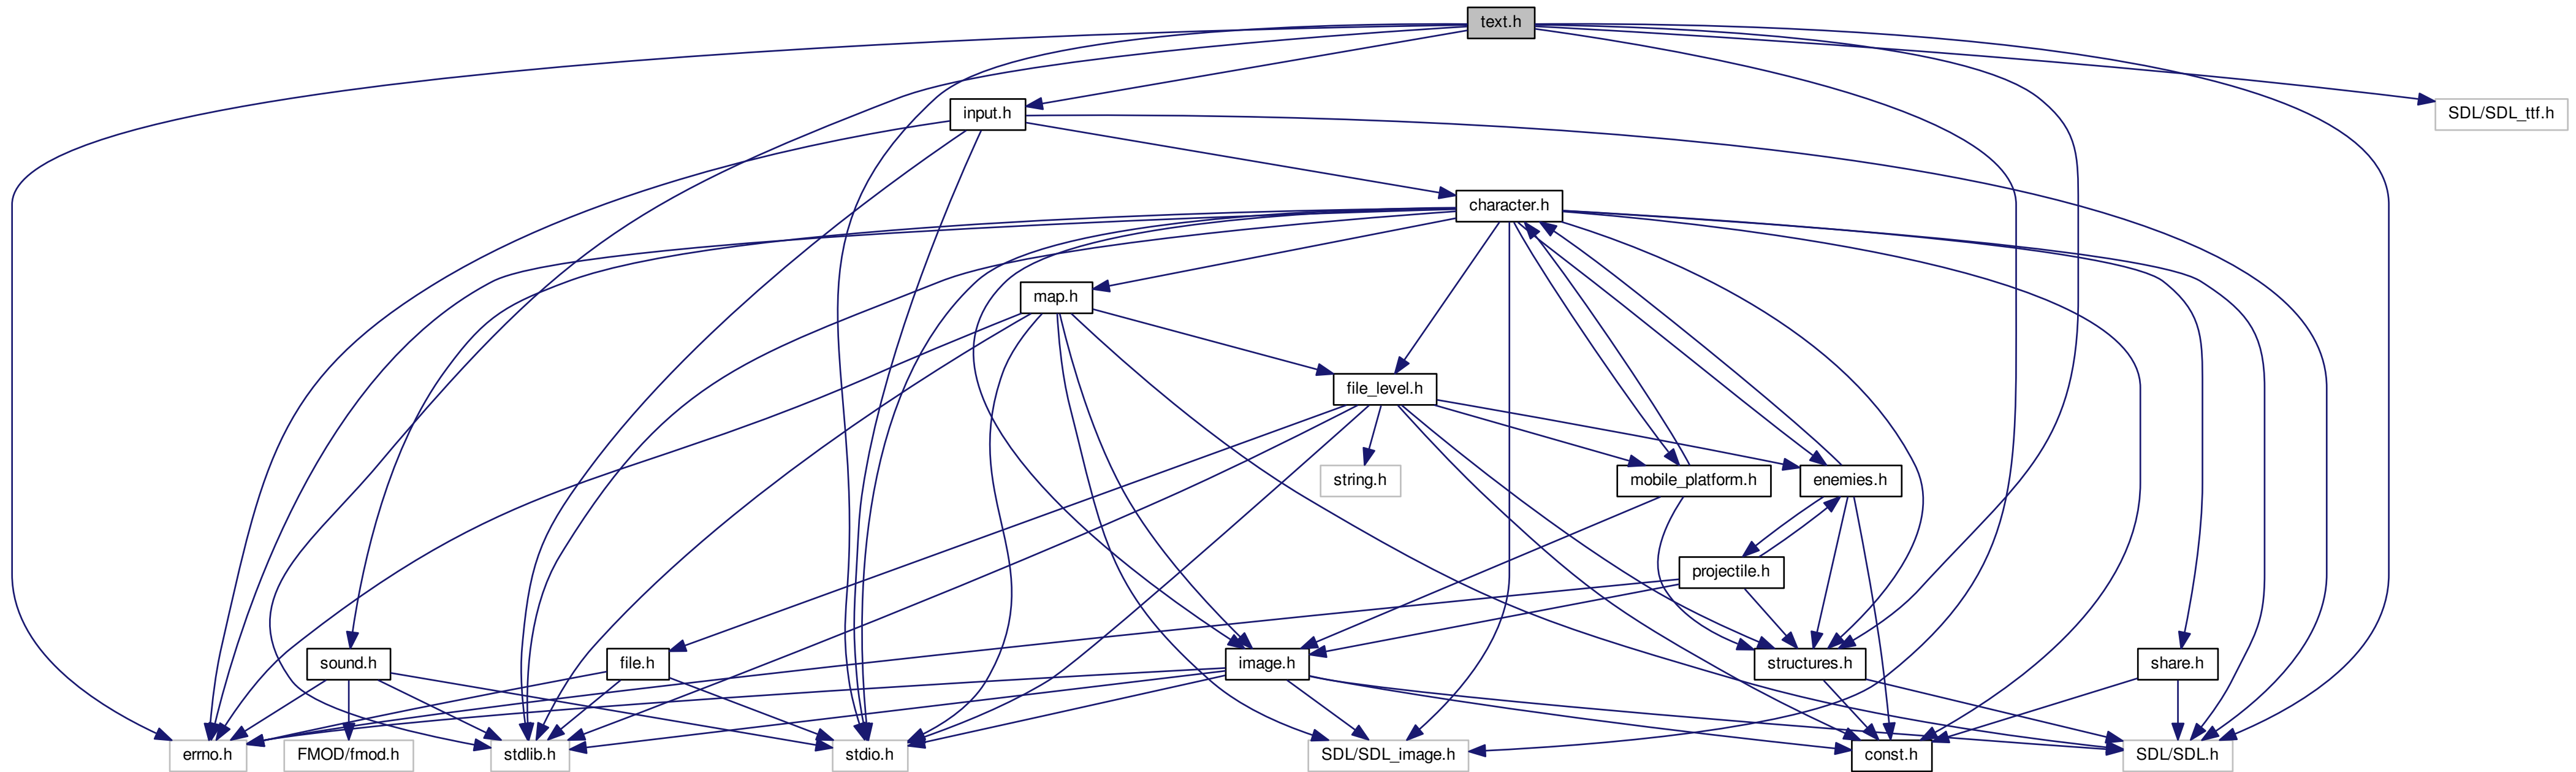 text.h
input.h
SDL/SDL_ttf.h
character.h
map.h
file_level.h
string.h
mobile_platform.h
enemies.h
projectile.h
sound.h
file.h
image.h
structures.h
share.h
errno.h
FMOD/fmod.h
stdlib.h
stdio.h
SDL/SDL_image.h
const.h
SDL/SDL.h